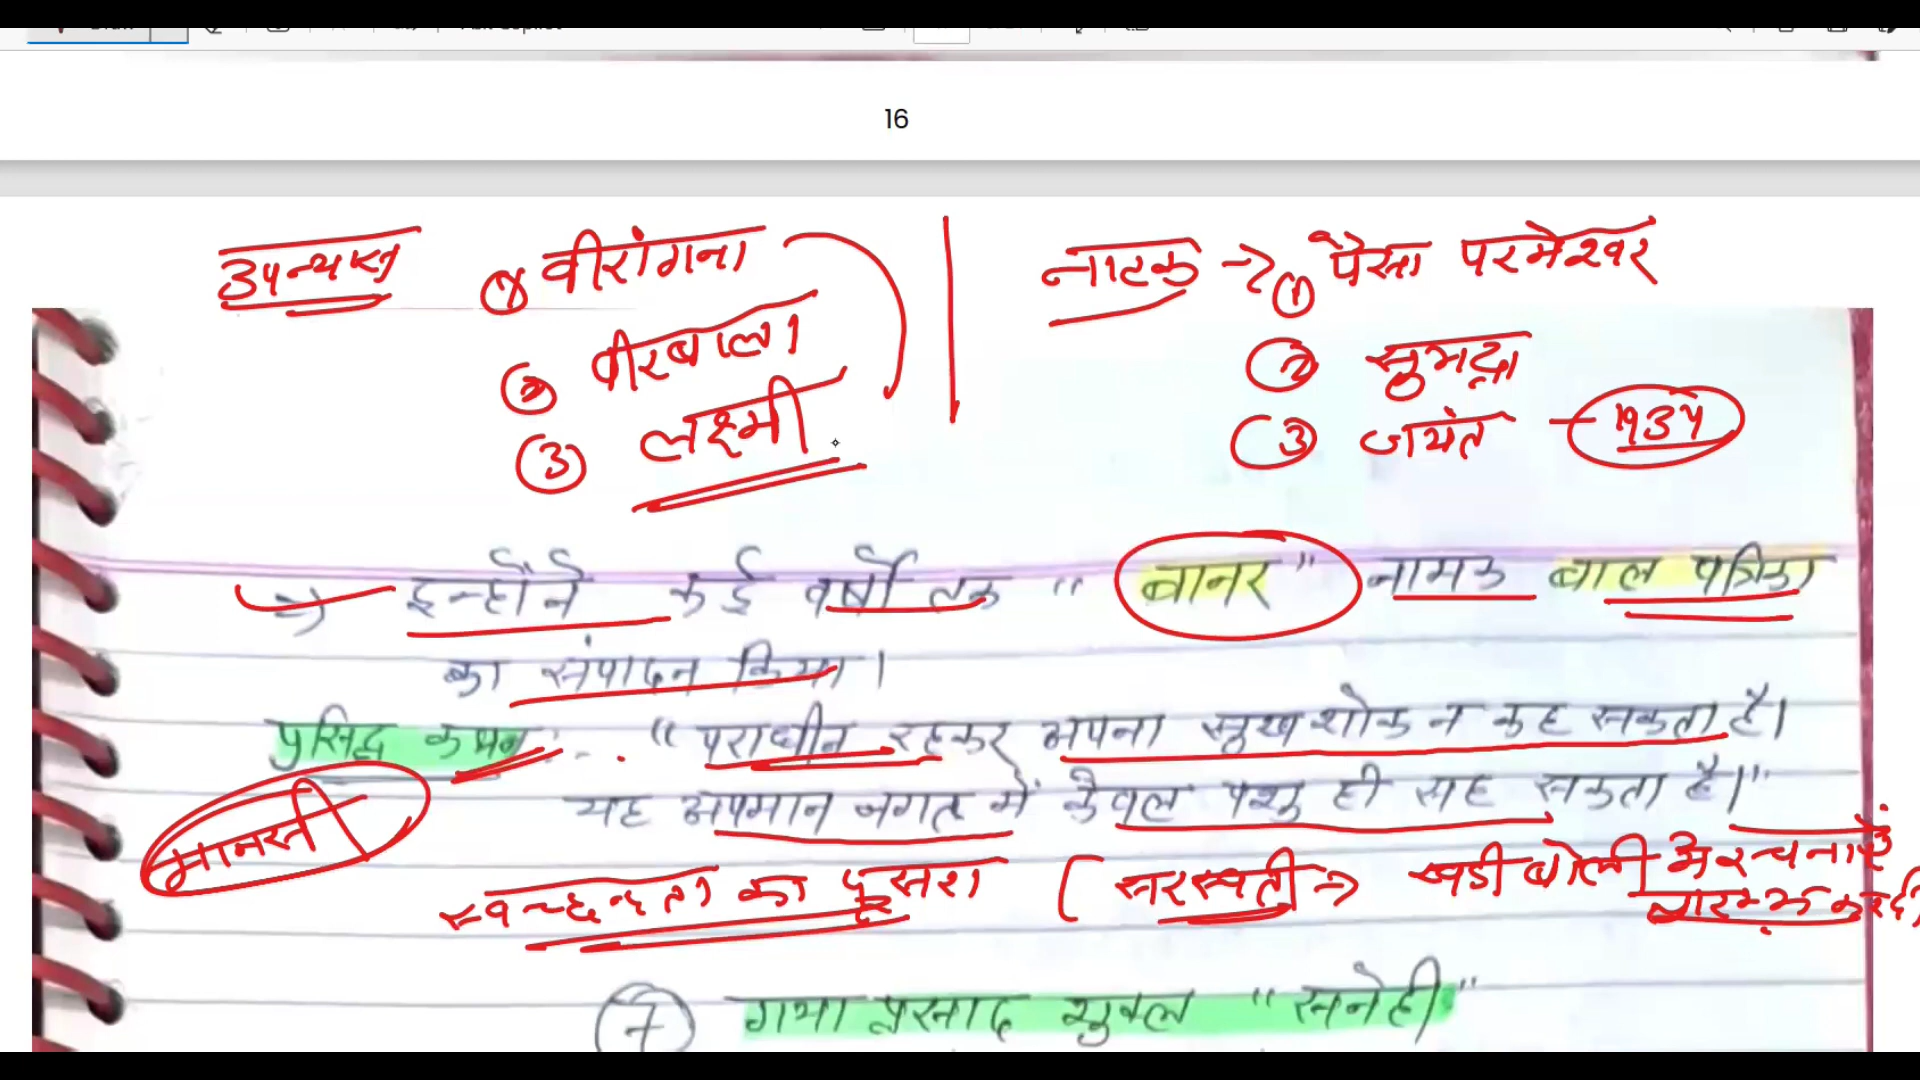 16
उपन्यास ① वीरांगना
② वीरबाला
③ लक्ष्मी
नाटक → ① पैसा परमेश्वर
② सुभद्रा
③ जयंत - 1934
→ इन्होंने कई वर्षों तक "बानर" नामक बाल पत्रिका
का संपादन किया।
प्रसिद्ध कथन :- "पराधीन रहकर अपना सुख शोक न कह सकता है।
यह अपमान जगत में केवल पशु ही सह सकता है।"
स्वच्छन्दता का (सरस्वती → खडी बोली में रचनाएं
प्रारम्भ कर दी
⑦ गया प्रसाद शुक्ल "सनेही"